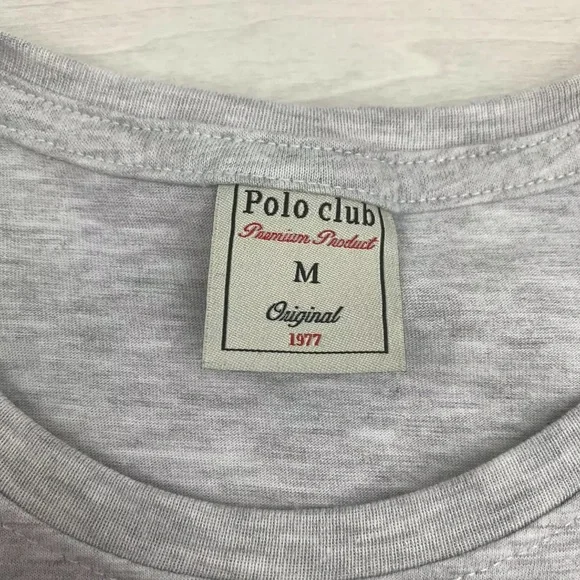 Polo club
Premium Product
M
Original
1977